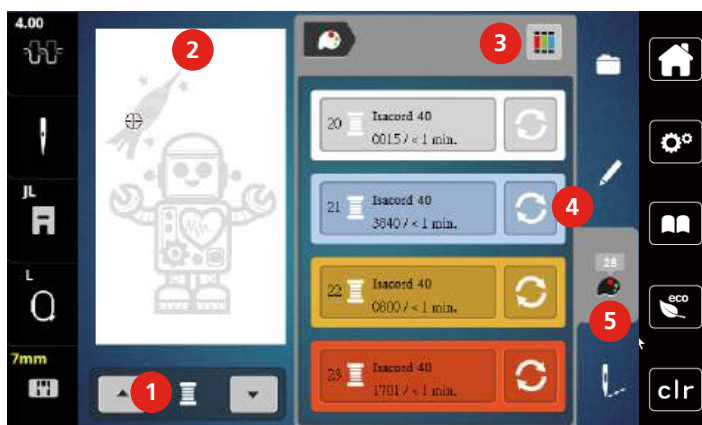 4.00
2
3
20 Isacord 40
0015 / < 1 min.
JL
21 Isacord 40
3840 / < 1 min.
4
28
L
22 Isacord 40
0800 / < 1 min.
eco
5
7mm
1
23 Isacord 40
1701 / < 1 min.
clr